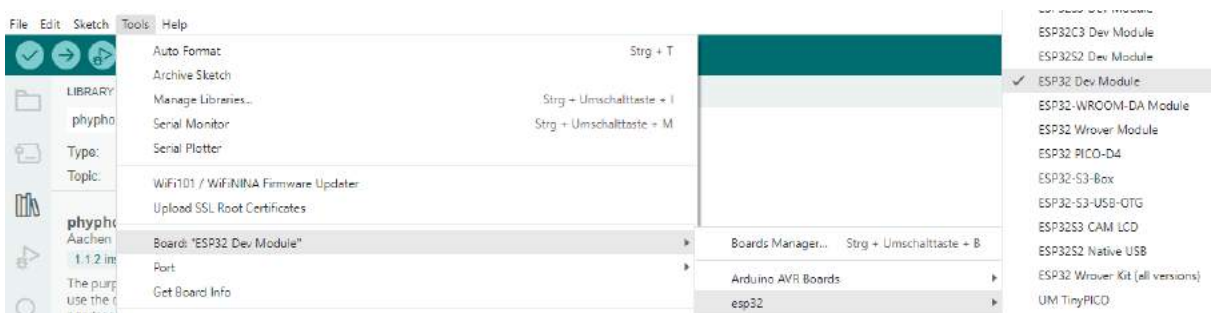 File Edit Sketch Tools Help
Auto Format Strg + T
Archive Sketch
Manage Libraries... Strg + Umschalttaste + I
Serial Monitor Strg + Umschalttaste + M
Serial Plotter
WiFi101 / WiFiNINA Firmware Updater
Upload SSL Root Certificates
Board: "ESP32 Dev Module"
Port
Get Board Info
LIBRARY
phypho
Type:
Topic:
phypho
Aachen
1.1.2 ins
The purp
use the
Boards Manager... Strg + Umschalttaste + B
Arduino AVR Boards
esp32
ESP32C3 Dev Module
ESP32S2 Dev Module
ESP32 Dev Module
ESP32-WROOM-DA Module
ESP32 Wrover Module
ESP32 PICO-D4
ESP32-S3-Box
ESP32-S3-USB-OTG
ESP32S3 CAM LCD
ESP32S2 Native USB
ESP32 Wrover Kit (all versions)
UM TinyPICO